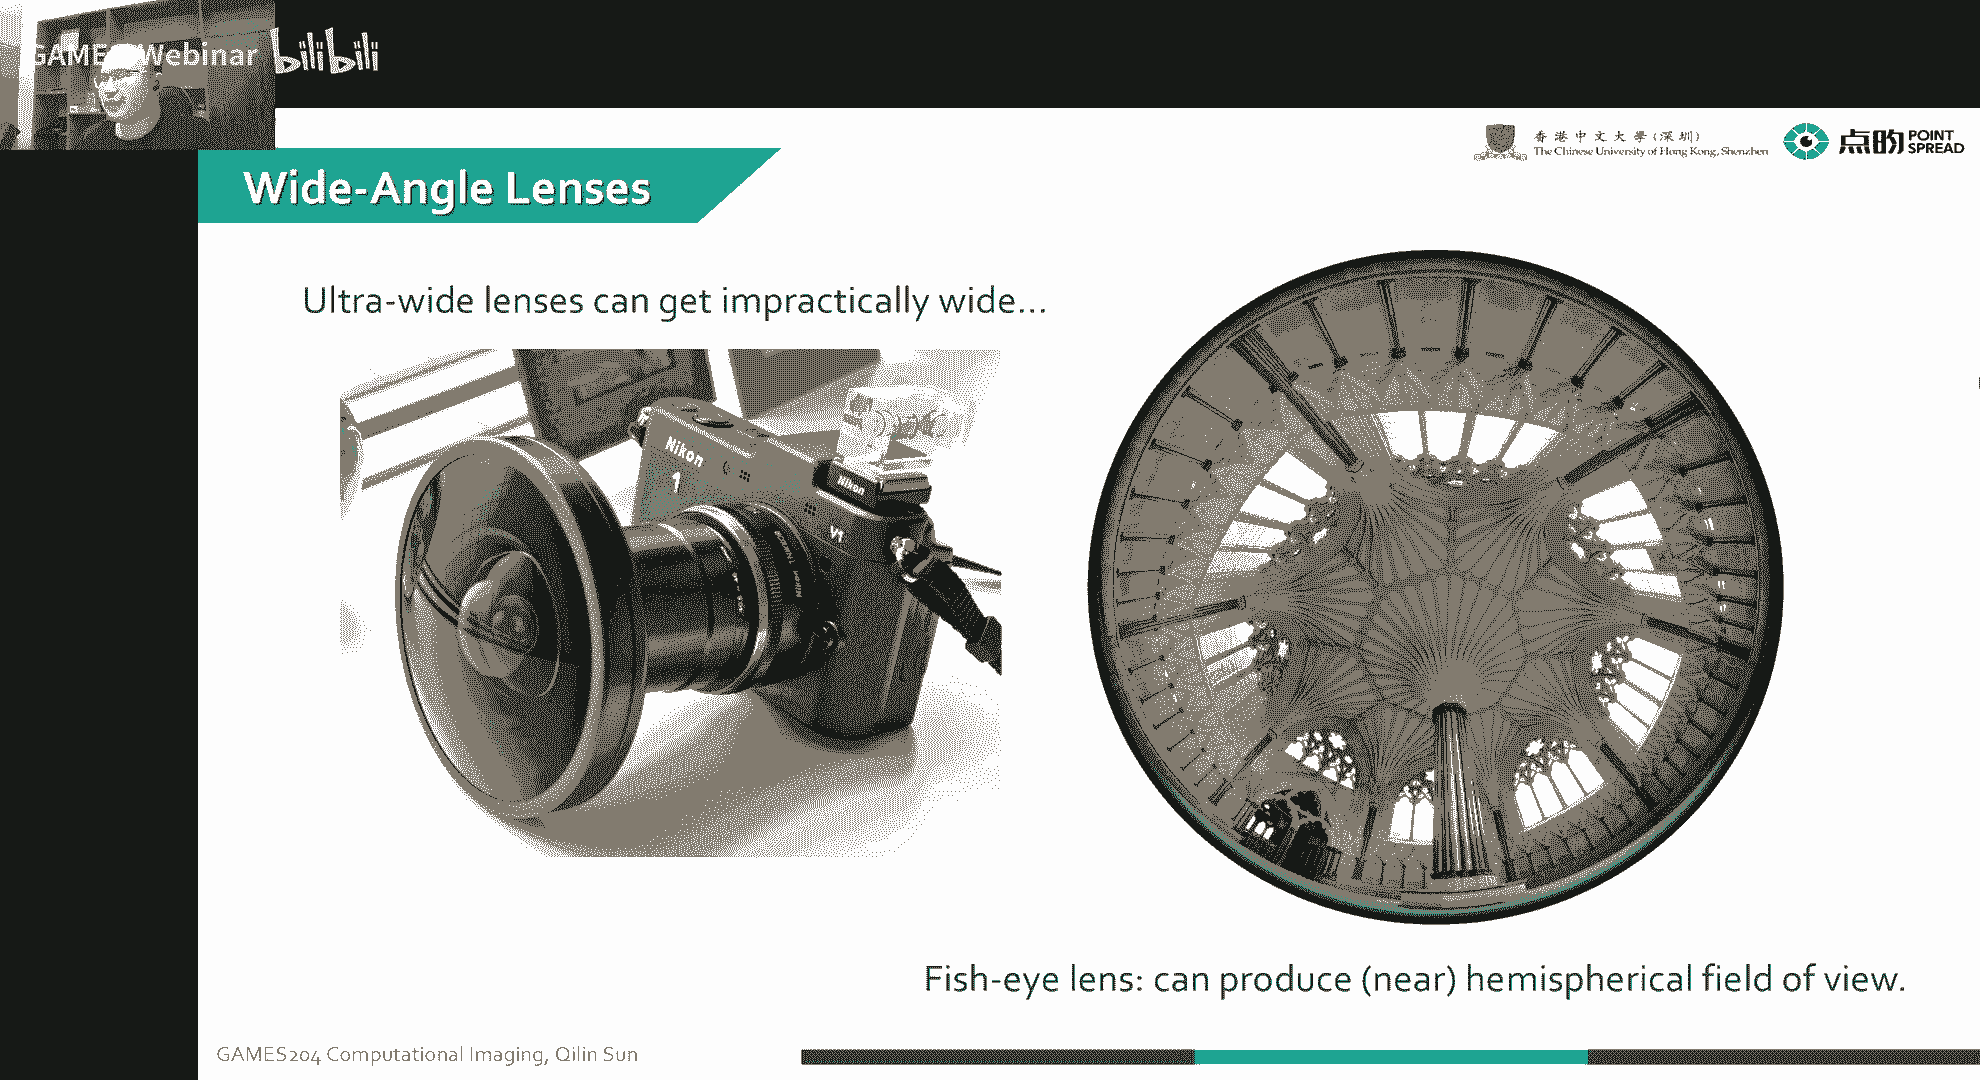 GAMES Webinar bilibili
香港中文大學(深圳)
The Chinese University of Hong Kong, Shenzhen
点昀 POINT SPREAD
Wide-Angle Lenses
Ultra-wide lenses can get impractically wide...
Nikon
1
Nikon
V1
Fish-eye lens: can produce (near) hemispherical field of view.
GAMES204 Computational Imaging, Qilin Sun